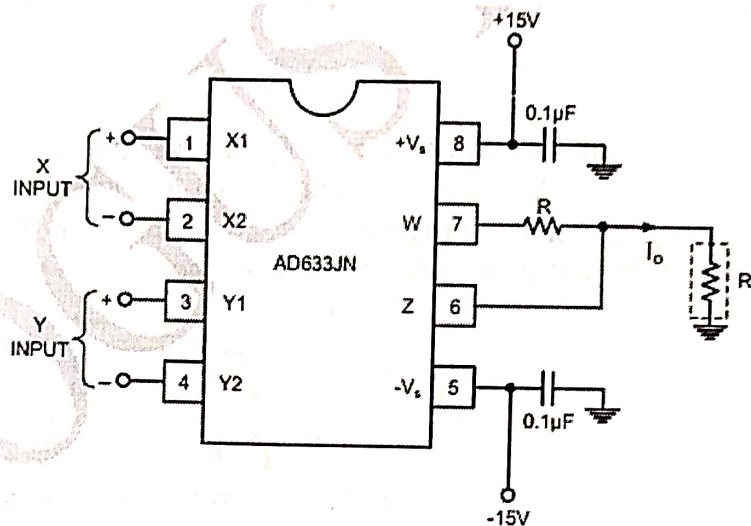 +15V
0.1µF
+ 1 X1 +Vs 8
X
INPUT
R
− 2 X2 W 7
Io
AD633JN
R
+ 3 Y1 Z 6
Y
INPUT
− 4 Y2 -Vs 5
0.1µF
-15V